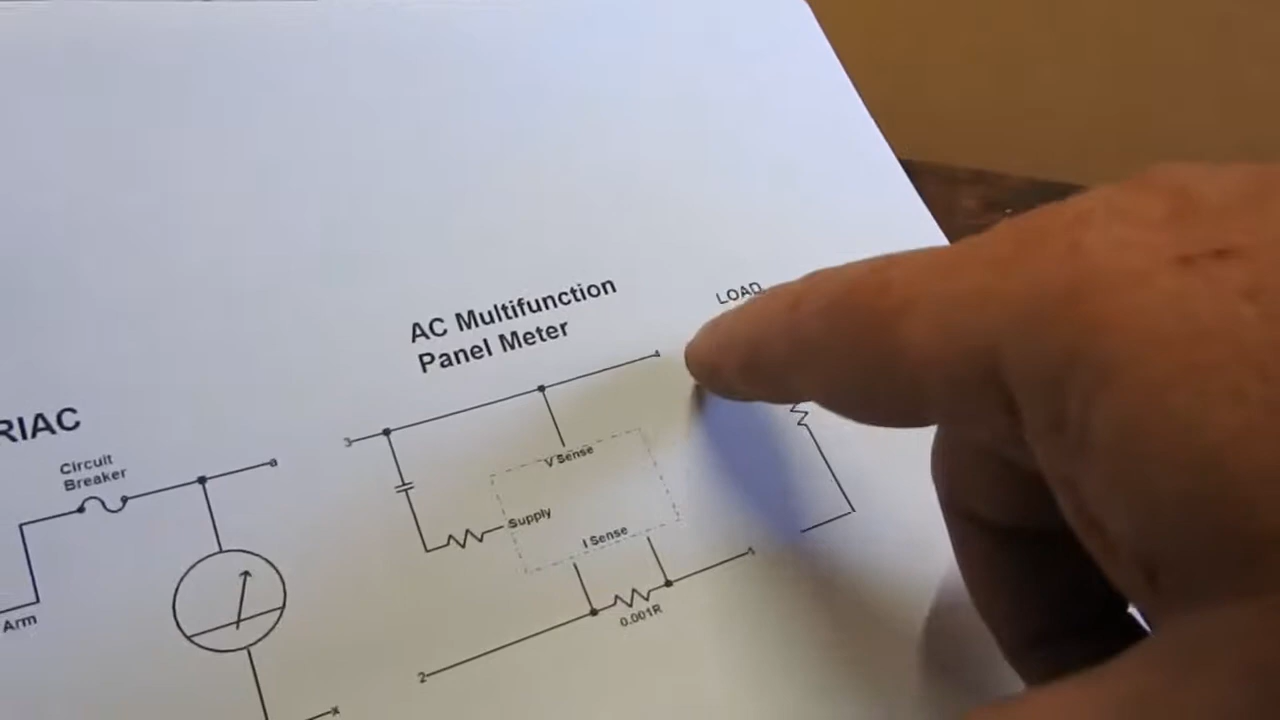 AC Multifunction
Panel Meter
LOAD
RIAC
Circuit
Breaker
V Sense
Supply
I Sense
0.001R
Arm
3
2